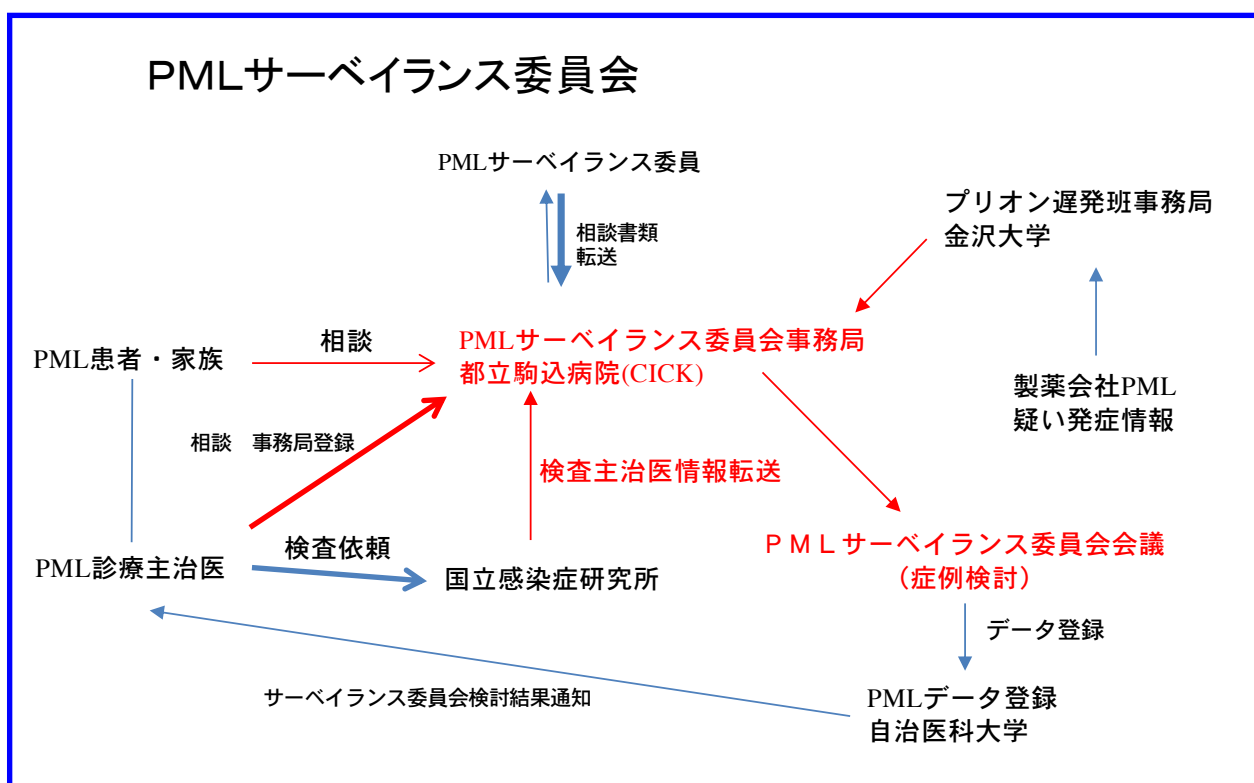 PMLサーベイランス委員会
PMLサーベイランス委員
相談書類
転送
プリオン遅発班事務局
金沢大学
PMLサーベイランス委員会事務局
都立駒込病院(CICK)
相談
PML患者・家族
製薬会社PML
疑い発症情報
相談　事務局登録
検査主治医情報転送
PML診療主治医
検査依頼
国立感染症研究所
ＰＭＬサーベイランス委員会会議
（症例検討）
データ登録
サーベイランス委員会検討結果通知
PMLデータ登録
自治医科大学